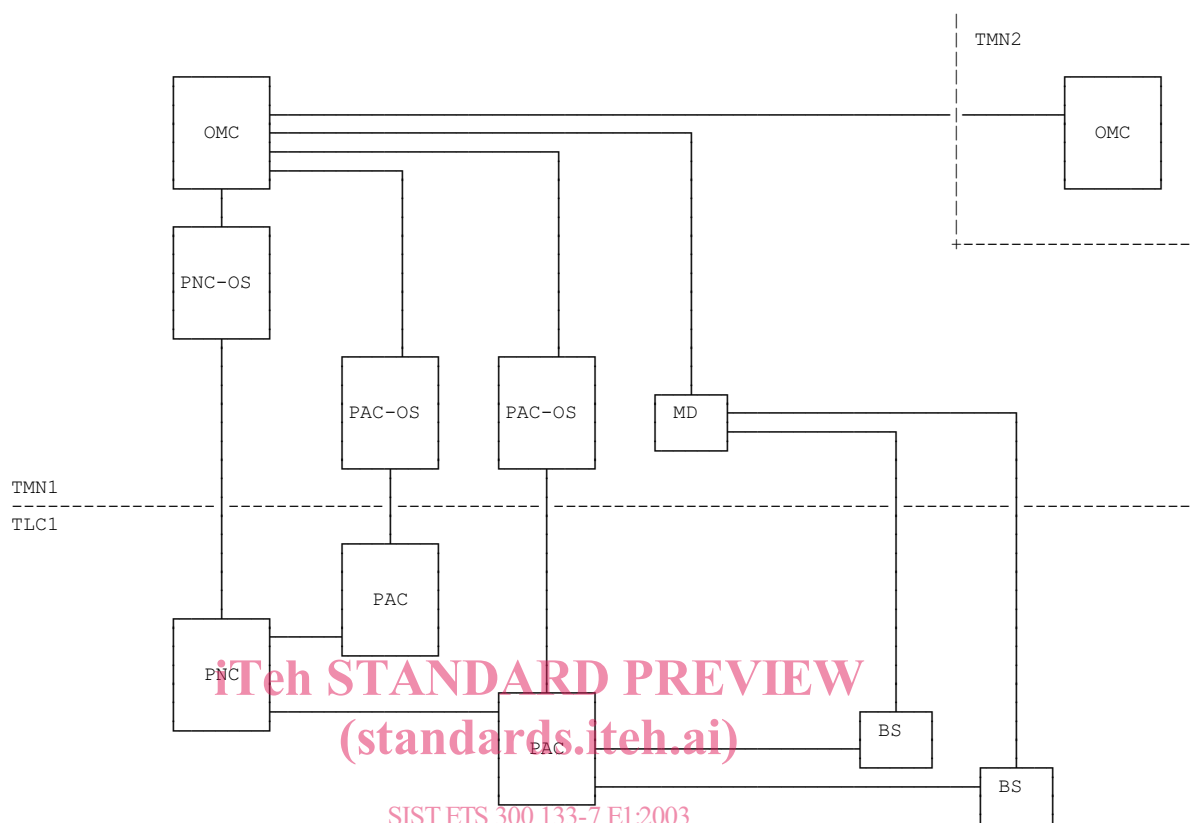 TMN2
OMC
OMC
PNC-OS
PAC-OS
PAC-OS
MD
TMN1
TLC1
PAC
PNC
iTeh STANDARD PREVIEW
(standards.iteh.ai)
PAC
BS
BS
SIST ETS 300 133-7 E1:2003